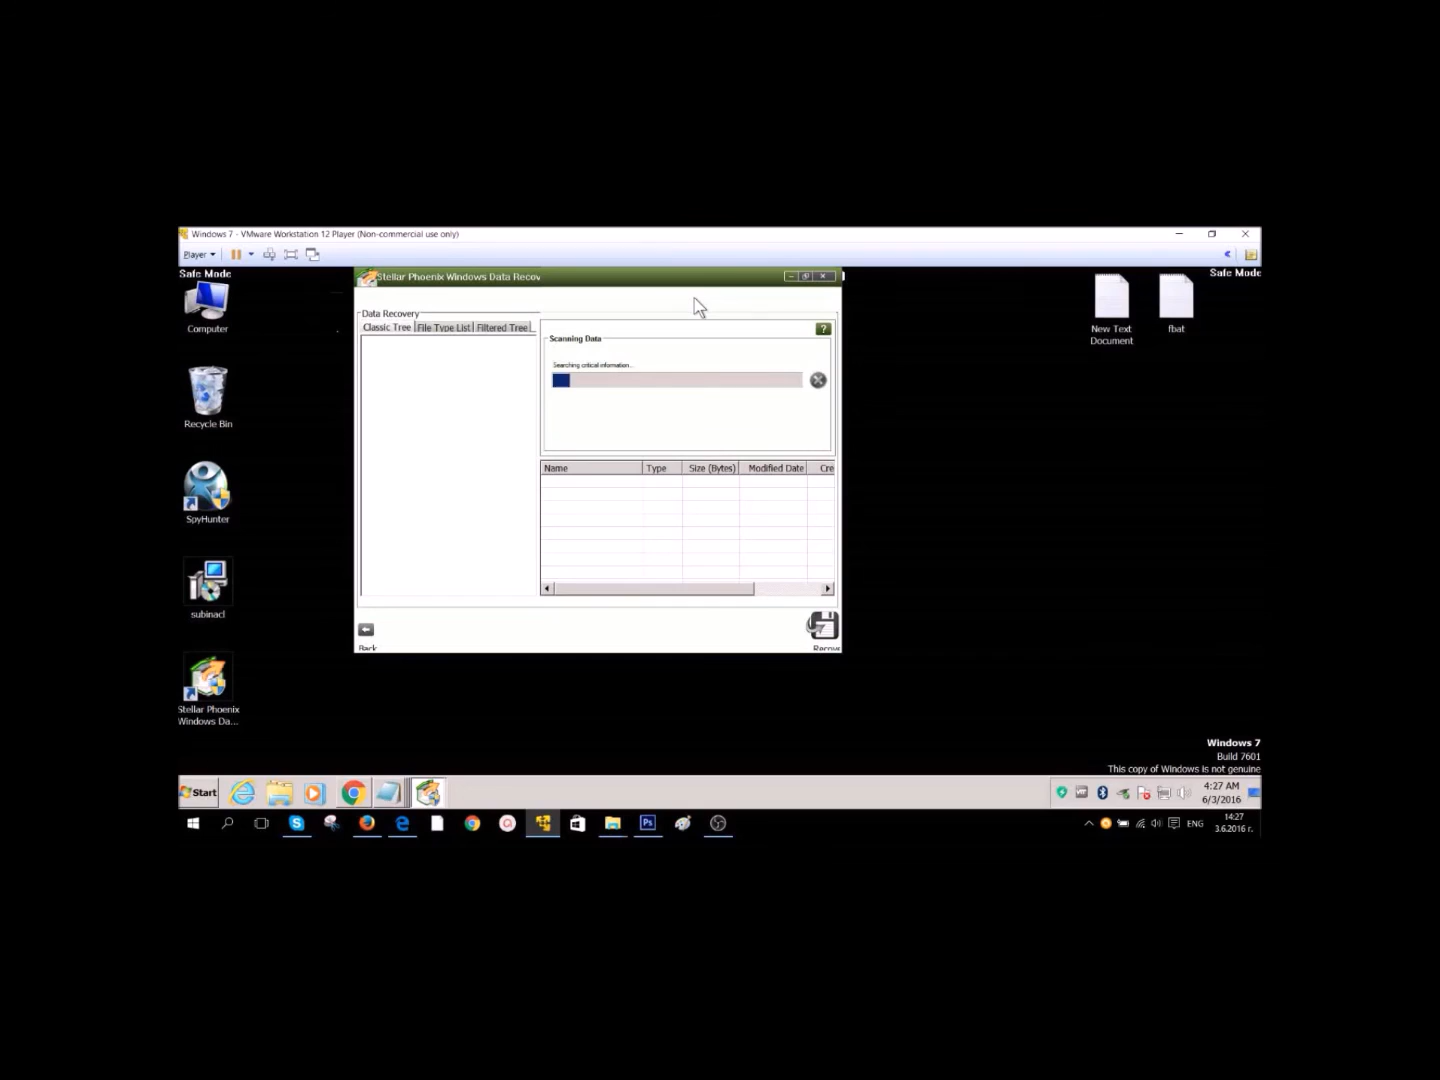 Windows 7 - VMware Workstation 12 Player (Non-commercial use only)
Player
Safe Mode
Safe Mode
Stellar Phoenix Windows Data Recov
Computer
New Text
Document
fbat
Data Recovery
Classic Tree File Type List Filtered Tree
?
Scanning Data
Searching critical information...
Recycle Bin
Name Type Size (Bytes) Modified Date Cre
SpyHunter
subinacl
Back
Recove
Stellar Phoenix
Windows Da...
Windows 7
Build 7601
This copy of Windows is not genuine
Start
4:27 AM
6/3/2016
Ps
ENG
14:27
3.6.2016 г.